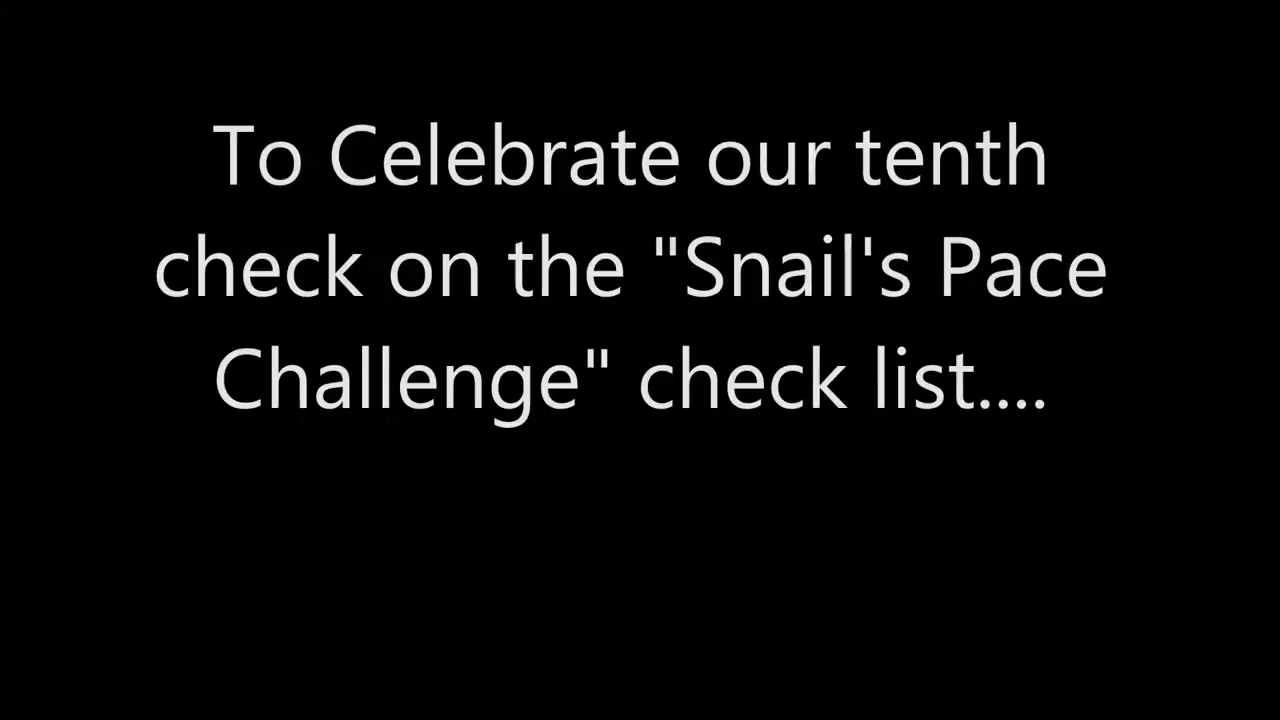 To Celebrate our tenth
check on the "Snail's Pace
Challenge" check list....